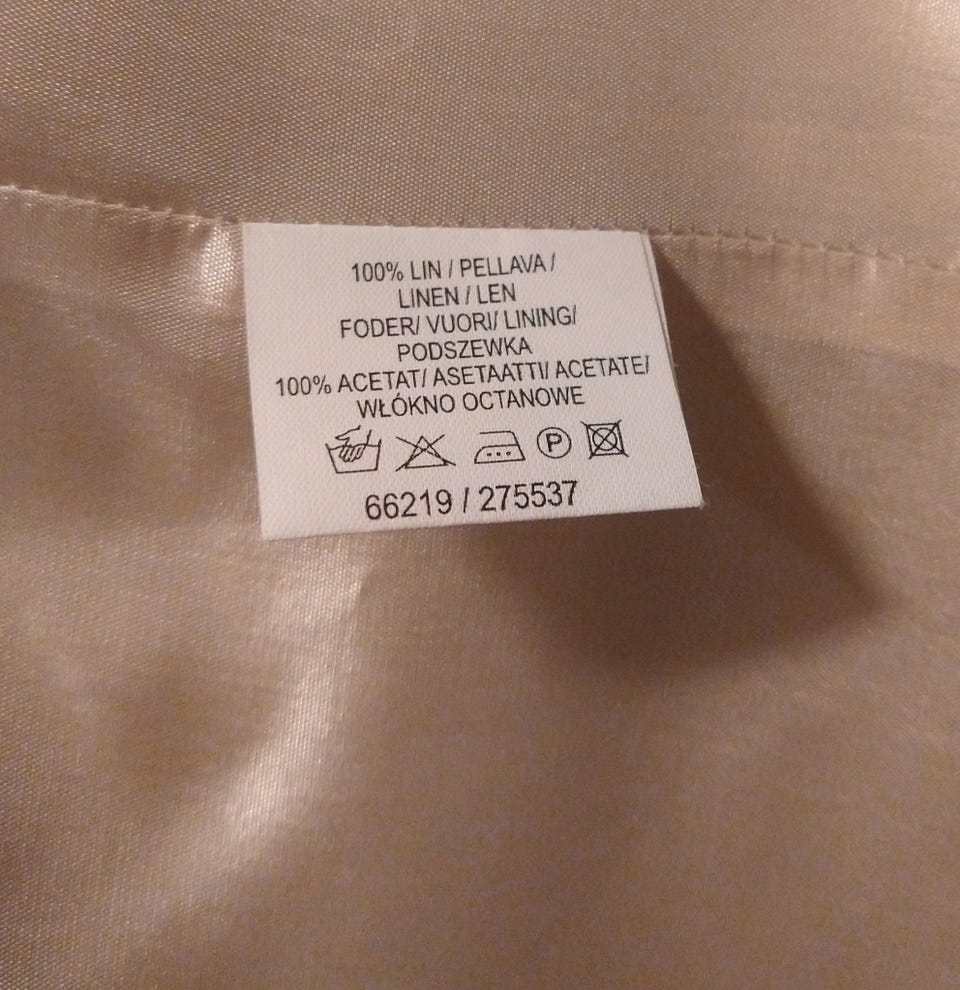 100% LIN / PELLAVA /
LINEN / LEN
FODER/ VUORI/ LINING/
PODSZEWKA
100% ACETAT/ ASETAATTI/ ACETATE/
WŁÓKNO OCTANOWE
P
66219 / 275537